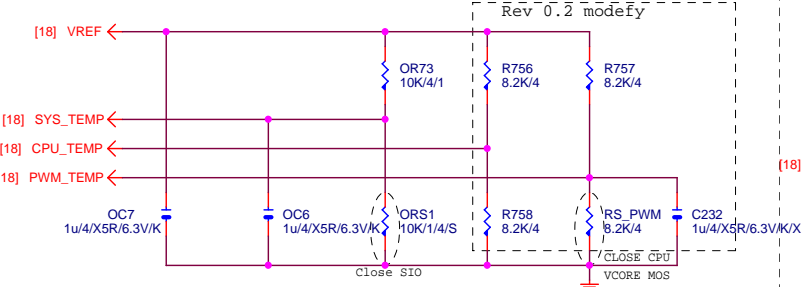 Rev 0.2 modefy
[18] VREF
OR73
10K/4/1
R756
8.2K/4
R757
8.2K/4
[18] SYS_TEMP
[18] CPU_TEMP
18] PWM_TEMP
[18]
OC7
1u/4/X5R/6.3V/K
OC6
1u/4/X5R/6.3V/K
ORS1
10K/1/4/S
R758
8.2K/4
RS_PWM
8.2K/4
C232
1u/4/X5R/6.3V/K/X
Close SIO
CLOSE CPU
VCORE MOS